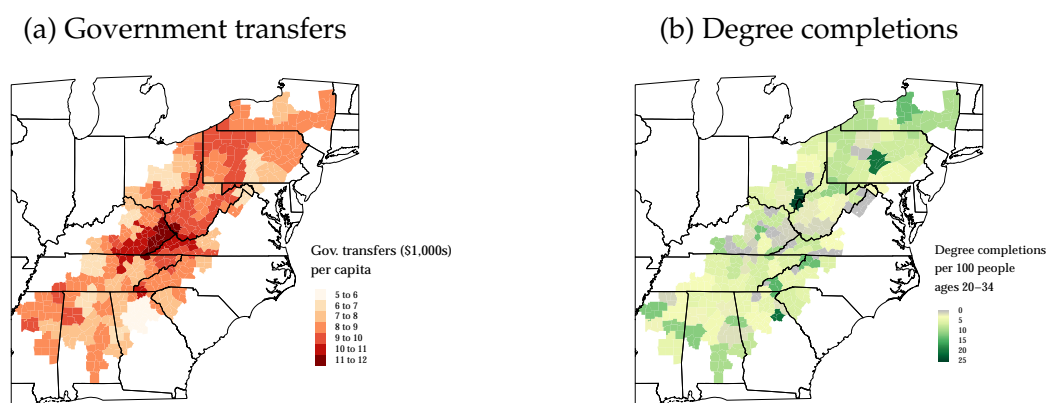 (a) Government transfers
(b) Degree completions
Gov. transfers ($1,000s)
per capita
5 to 6
6 to 7
7 to 8
8 to 9
9 to 10
10 to 11
11 to 12
Degree completions
per 100 people
ages 20–34
0
5
10
15
20
25